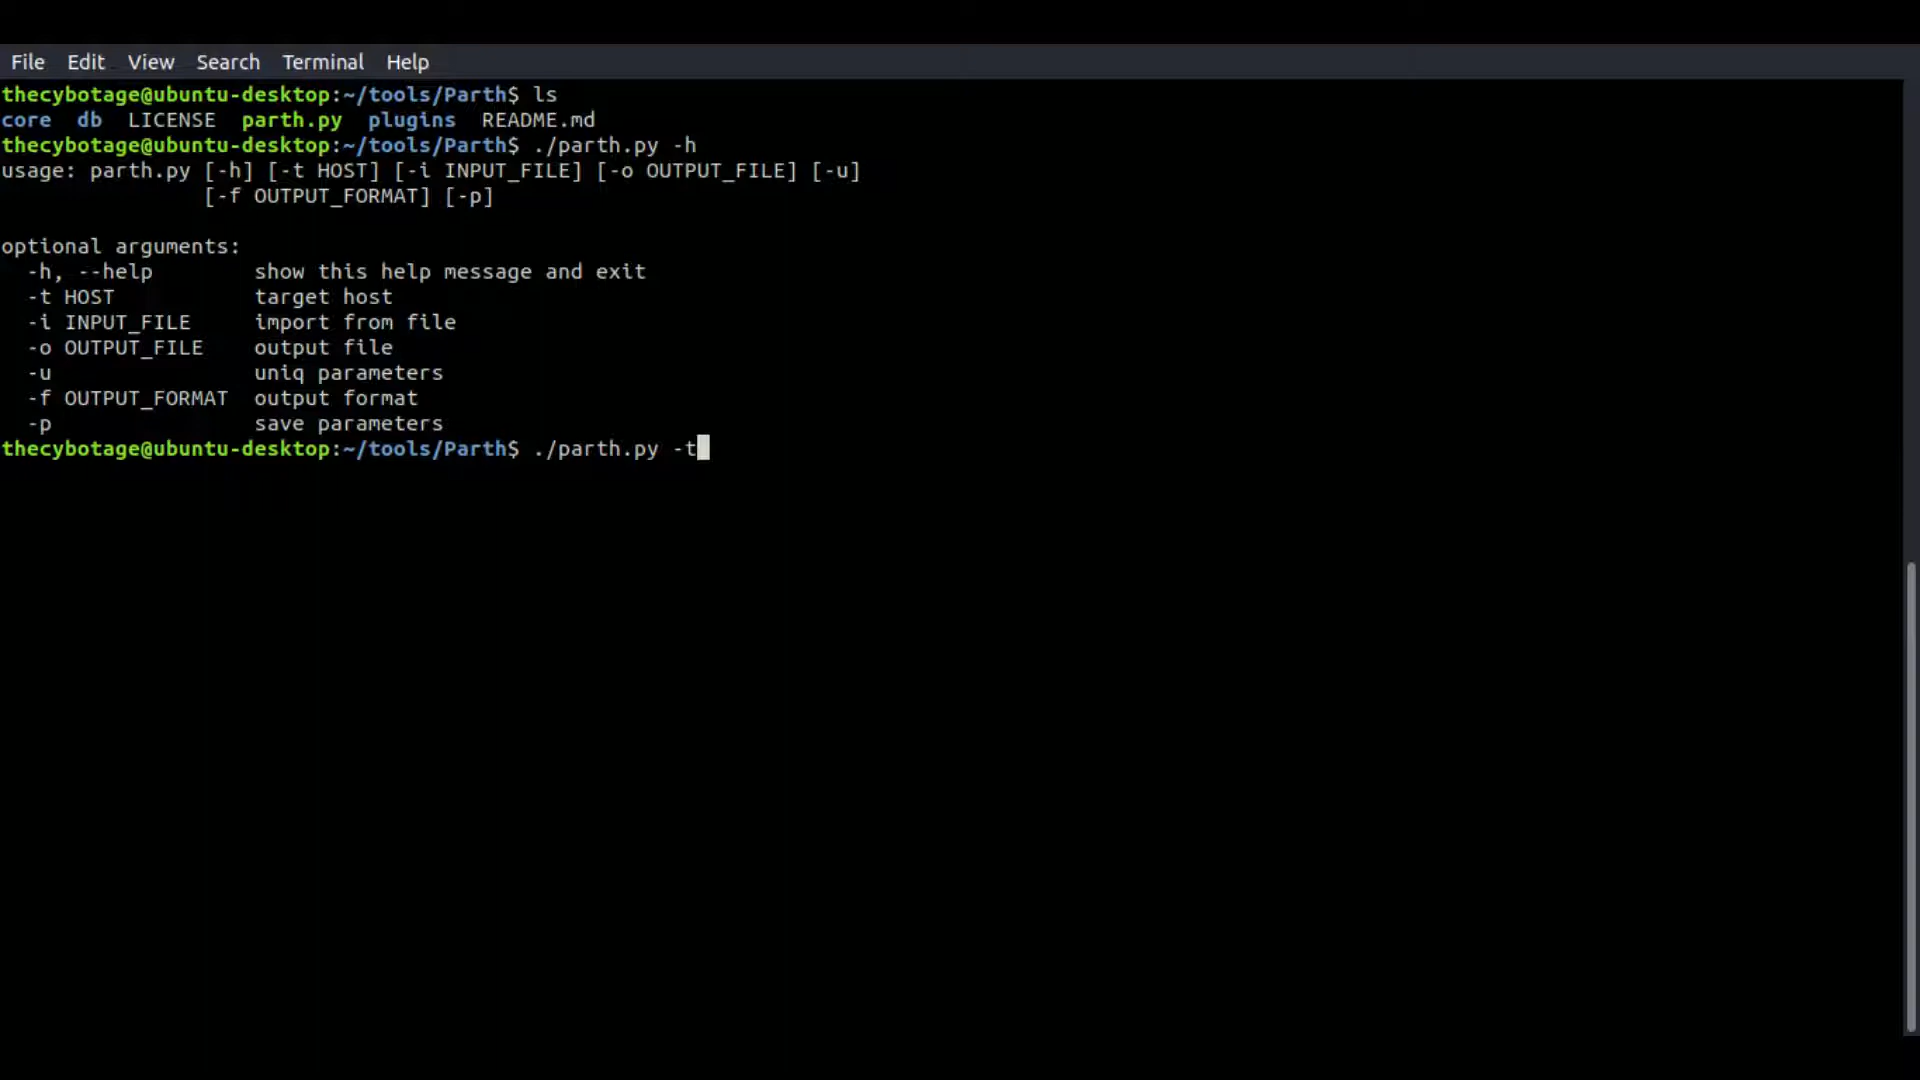 File Edit View Search Terminal Help
thecybotage@ubuntu-desktop:~/tools/Parth$ ls
core db LICENSE parth.py plugins README.md
thecybotage@ubuntu-desktop:~/tools/Parth$ ./parth.py -h
usage: parth.py [-h] [-t HOST] [-i INPUT_FILE] [-o OUTPUT_FILE] [-u]
[-f OUTPUT_FORMAT] [-p]
optional arguments:
-h, --help show this help message and exit
-t HOST target host
-i INPUT_FILE import from file
-o OUTPUT_FILE output file
-u uniq parameters
-f OUTPUT_FORMAT output format
-p save parameters
thecybotage@ubuntu-desktop:~/tools/Parth$ ./parth.py -t